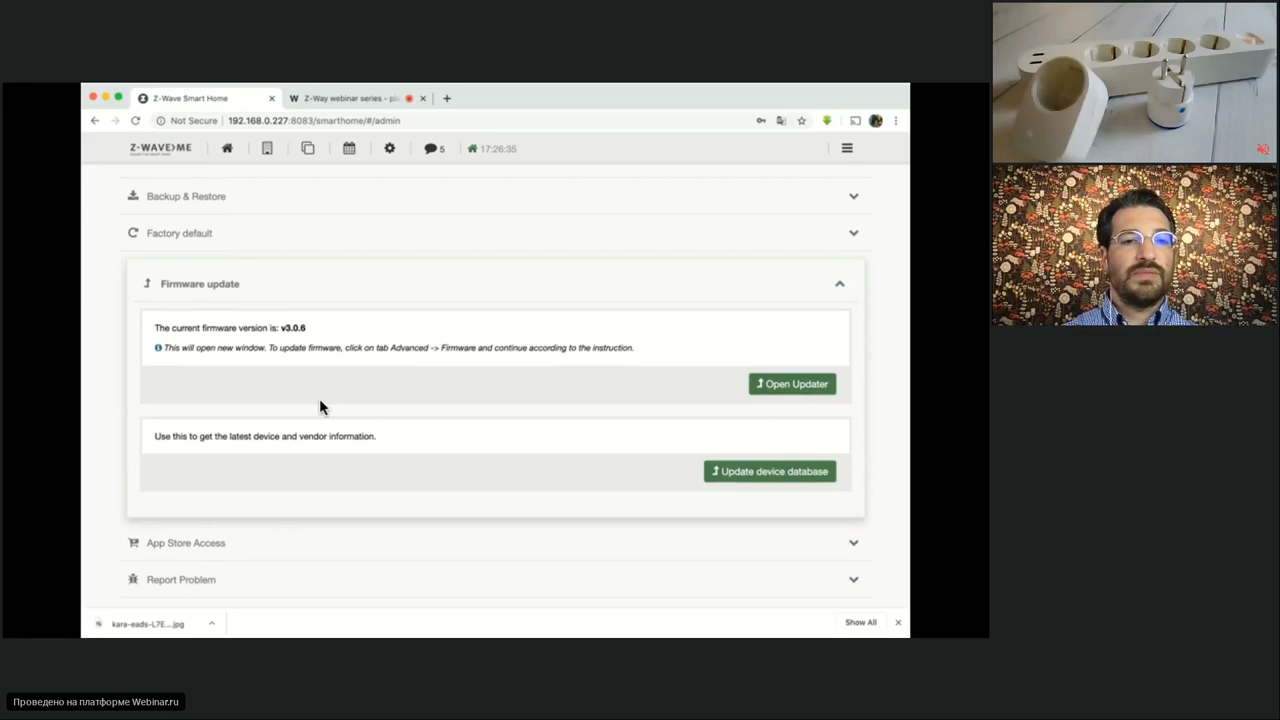 Z-Wave Smart Home
Z-Way webinar series - pl
Not Secure
192.168.0.227:8083/smarthome/#/admin
Z-WAVE>ME
5
17:26:35
Backup & Restore
Factory default
Firmware update
The current firmware version is: v3.0.6
This will open new window. To update firmware, click on tab Advanced -> Firmware and continue according to the instruction.
Open Updater
Use this to get the latest device and vendor information.
Update device database
App Store Access
Report Problem
kara-eads-L7E....jpg
Show All
Проведено на платформе Webinar.ru